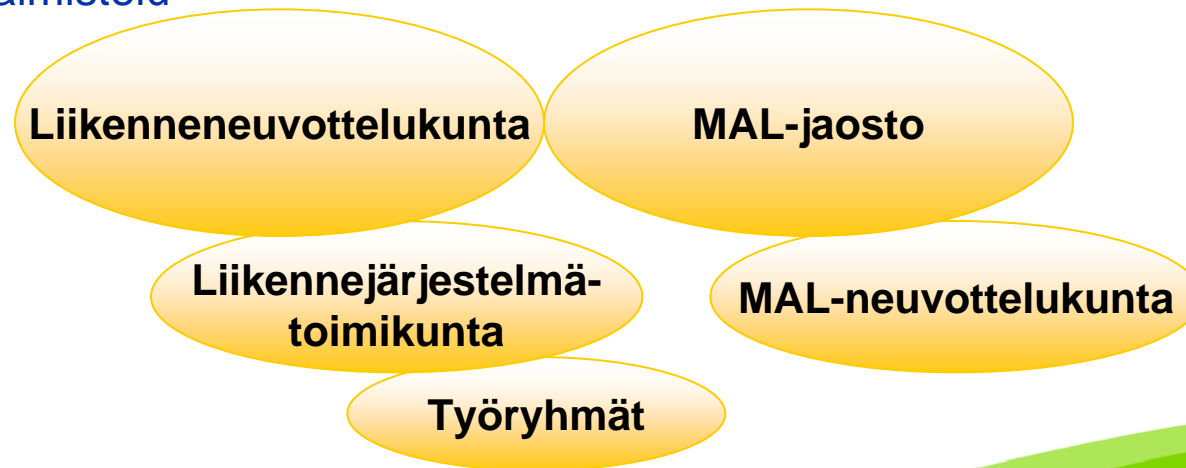 Liikenneneuvottelukunta
MAL-jaosto
Liikennejärjestelmä-
toimikunta
MAL-neuvottelukunta
Työryhmät